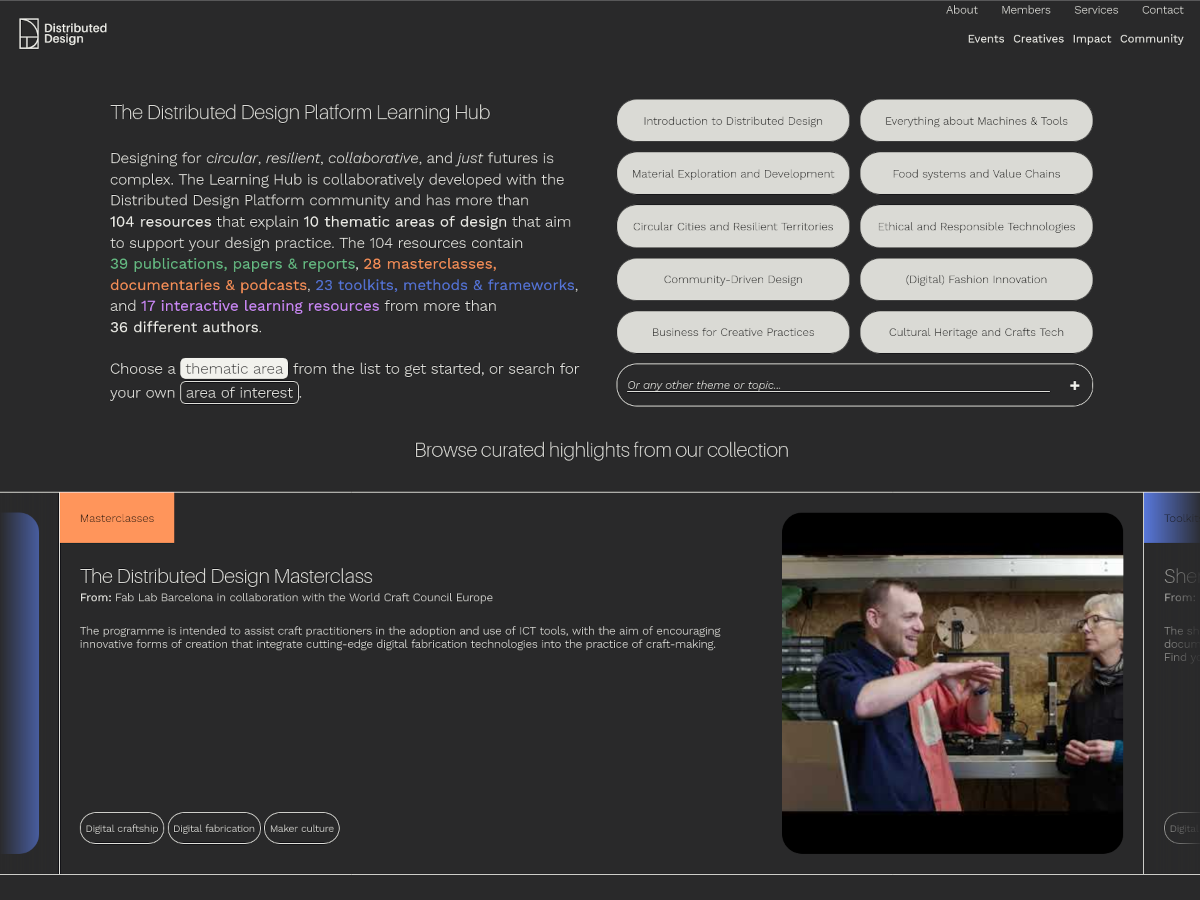 About Members Services Contact
Distributed
Design
Events Creatives Impact Community
The Distributed Design Platform Learning Hub
Designing for circular, resilient, collaborative, and just futures is
complex. The Learning Hub is collaboratively developed with the
Distributed Design Platform community and has more than
104 resources that explain 10 thematic areas of design that aim
to support your design practice. The 104 resources contain
39 publications, papers & reports, 28 masterclasses,
documentaries & podcasts, 23 toolkits, methods & frameworks,
and 17 interactive learning resources from more than
36 different authors.
Choose a thematic area from the list to get started, or search for
your own area of interest.
Introduction to Distributed Design
Everything about Machines & Tools
Material Exploration and Development
Food systems and Value Chains
Circular Cities and Resilient Territories
Ethical and Responsible Technologies
Community-Driven Design
(Digital) Fashion Innovation
Business for Creative Practices
Cultural Heritage and Crafts Tech
Or any other theme or topic... +
Browse curated highlights from our collection
Masterclasses
The Distributed Design Masterclass
From: Fab Lab Barcelona in collaboration with the World Craft Council Europe
The programme is intended to assist craft practitioners in the adoption and use of ICT tools, with the aim of encouraging
innovative forms of creation that integrate cutting-edge digital fabrication technologies into the practice of craft-making.
Digital craftship Digital fabrication Maker culture
She
From:
The
Find